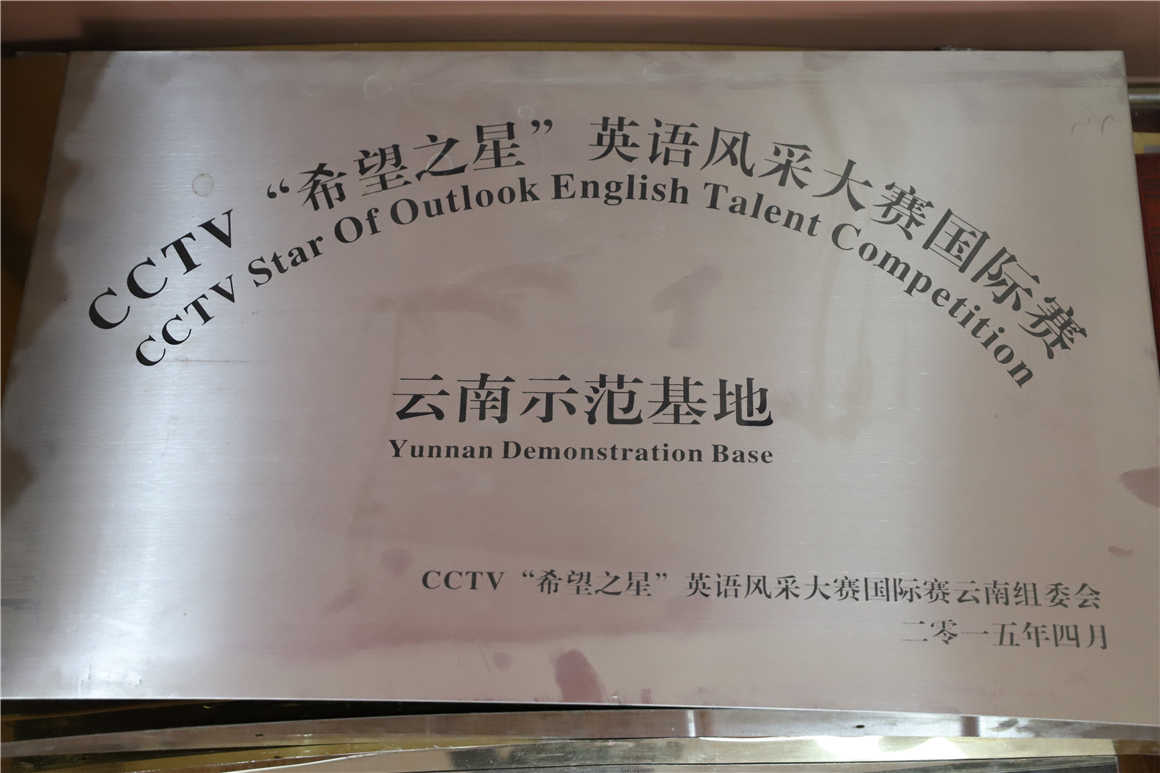 CCTV“希望之星”英语风采大赛国际赛
CCTV Star Of Outlook English Talent Competition
云南示范基地
Yunnan Demonstration Base
CCTV“希望之星”英语风采大赛国际赛云南组委会
二零一五年四月